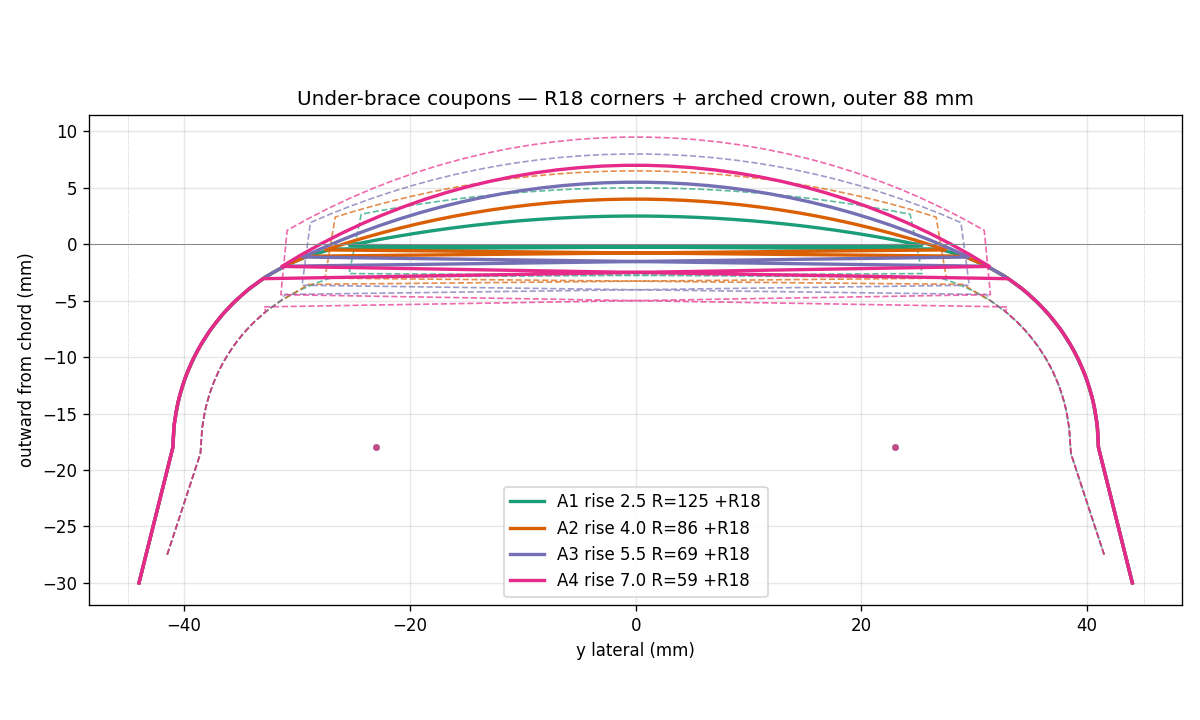 Under-brace coupons — R18 corners + arched crown, outer 88 mm
outward from chord (mm)
10
5
0
−5
−10
−15
−20
−25
−30
A1 rise 2.5 R=125 +R18
A2 rise 4.0 R=86 +R18
A3 rise 5.5 R=69 +R18
A4 rise 7.0 R=59 +R18
−40
−20
0
20
40
y lateral (mm)